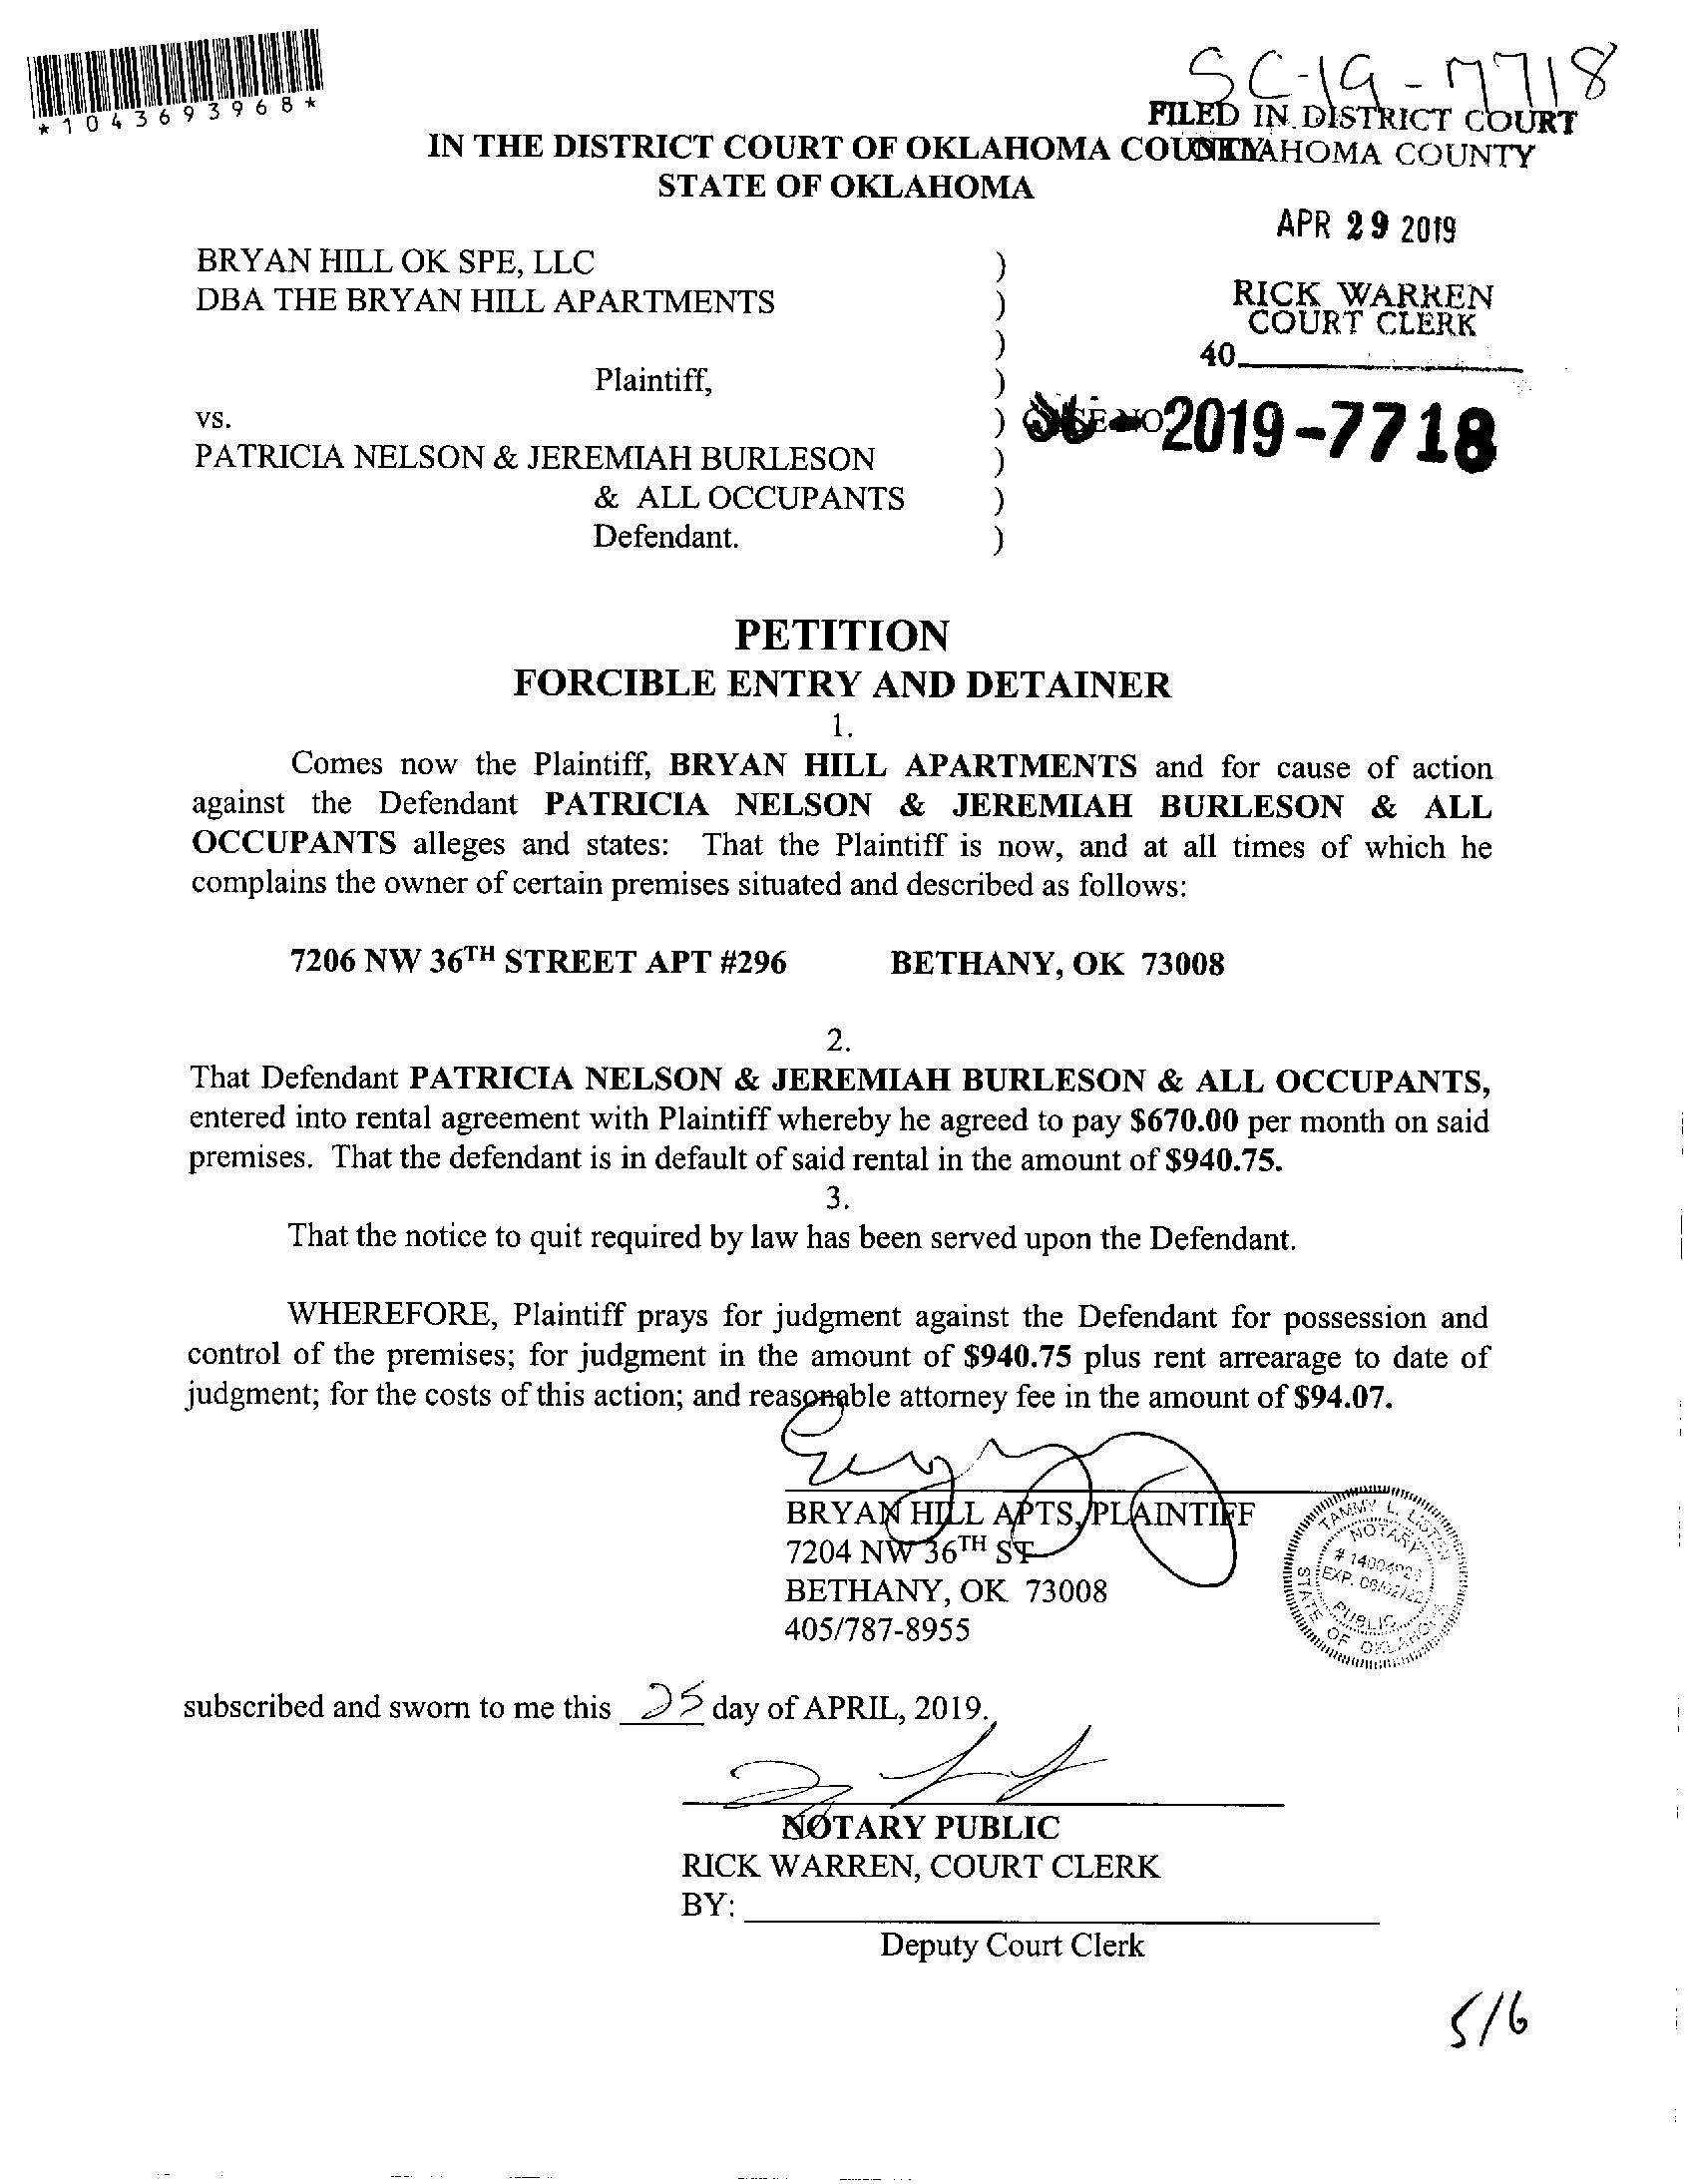 *1043693968*
SC-19-7718
FILED IN DISTRICT COURT
OKLAHOMA COUNTY
IN THE DISTRICT COURT OF OKLAHOMA COUNTY
STATE OF OKLAHOMA
APR 29 2019
RICK WARREN
COURT CLERK
40
BRYAN HILL OK SPE, LLC )
DBA THE BRYAN HILL APARTMENTS )
)
Plaintiff, )
vs. ) CASE NO 2019-7718
PATRICIA NELSON & JEREMIAH BURLESON )
& ALL OCCUPANTS )
Defendant. )
PETITION
FORCIBLE ENTRY AND DETAINER
1.
Comes now the Plaintiff, BRYAN HILL APARTMENTS and for cause of action
against the Defendant PATRICIA NELSON & JEREMIAH BURLESON & ALL
OCCUPANTS alleges and states: That the Plaintiff is now, and at all times of which he
complains the owner of certain premises situated and described as follows:
7206 NW 36TH STREET APT #296 BETHANY, OK 73008
2.
That Defendant PATRICIA NELSON & JEREMIAH BURLESON & ALL OCCUPANTS,
entered into rental agreement with Plaintiff whereby he agreed to pay $670.00 per month on said
premises. That the defendant is in default of said rental in the amount of $940.75.
3.
That the notice to quit required by law has been served upon the Defendant.
WHEREFORE, Plaintiff prays for judgment against the Defendant for possession and
control of the premises; for judgment in the amount of $940.75 plus rent arrearage to date of
judgment; for the costs of this action; and reasonable attorney fee in the amount of $94.07.
BRYAN HILL APTS, PLAINTIFF
7204 NW 36TH ST
BETHANY, OK 73008
405/787-8955
TAMMY L.
NOTARY
EXP. 
PUBLIC
STATE OF OKLAHOMA
subscribed and sworn to me this 25 day of APRIL, 2019.
NOTARY PUBLIC
RICK WARREN, COURT CLERK
BY:
Deputy Court Clerk
5/6